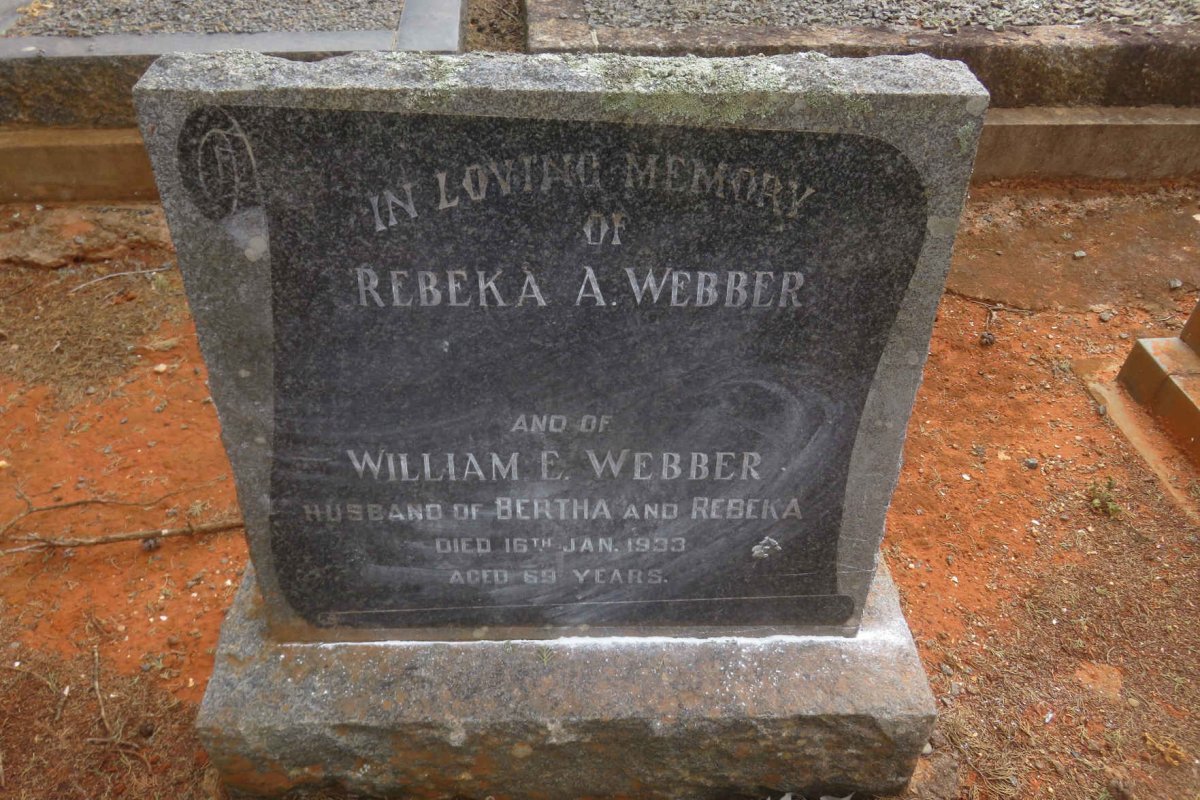 IN LOVING MEMORY
OF
REBEKA A. WEBBER
AND OF
WILLIAM E. WEBBER
HUSBAND OF BERTHA AND REBEKA
DIED 16TH JAN. 1933
AGED 69 YEARS.